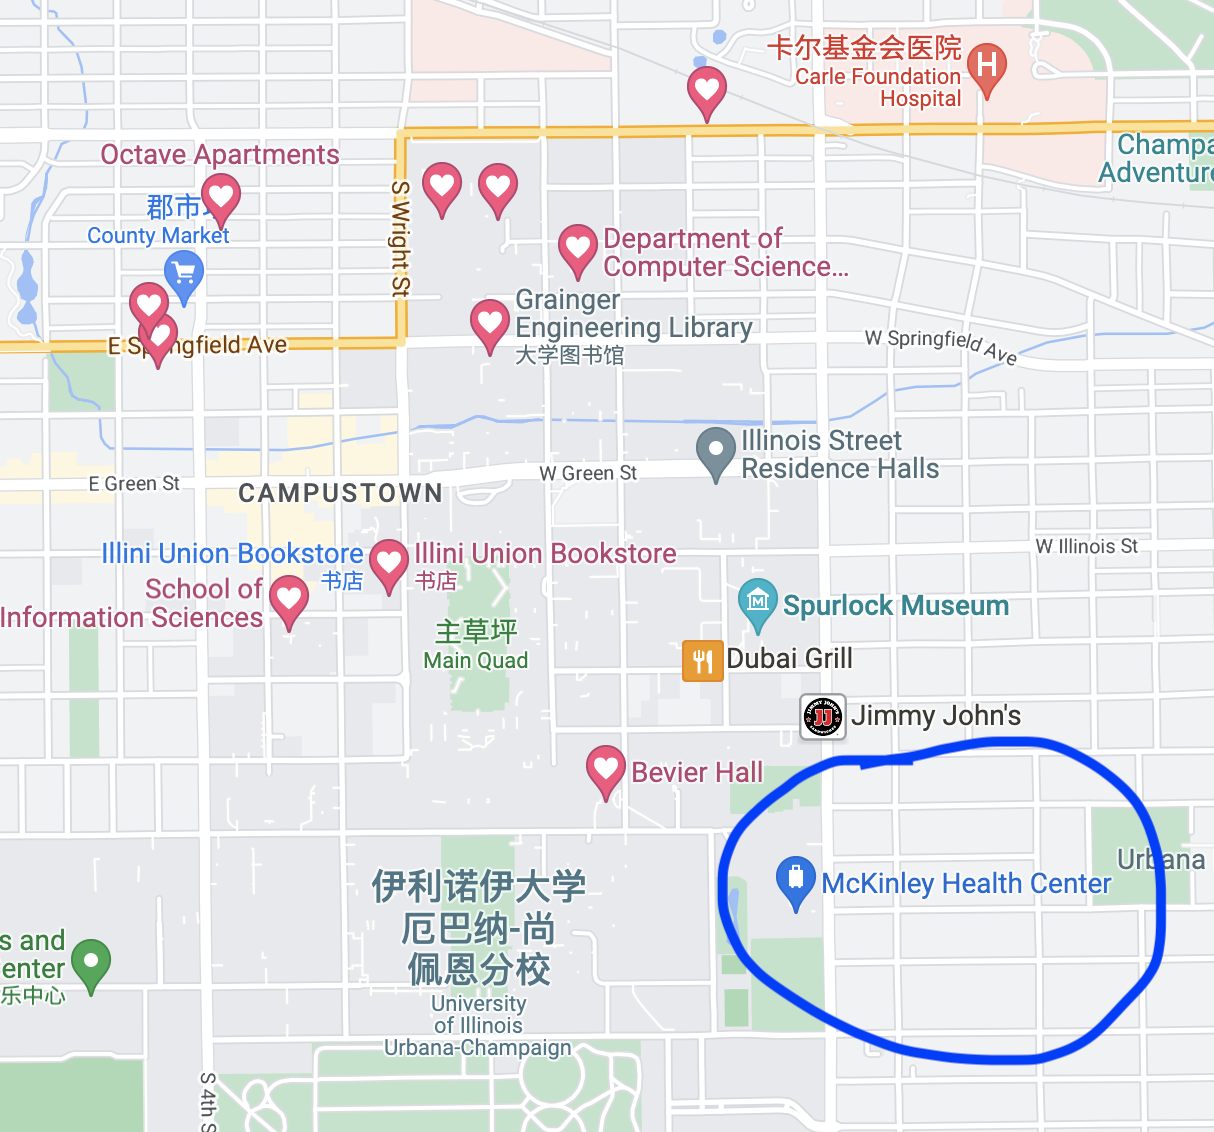 卡尔基金会医院
Carle Foundation
Hospital
Champa
Adventure
Octave Apartments
郡市
County Market
S Wright St
Department of
Computer Science...
Grainger
Engineering Library
大学图书馆
E Springfield Ave
W Springfield Ave
Illinois Street
Residence Halls
W Green St
E Green St
CAMPUSTOWN
Illini Union Bookstore
书店
Illini Union Bookstore
书店
W Illinois St
School of
Information Sciences
Spurlock Museum
主草坪
Main Quad
Dubai Grill
JIMMY JOHN'S
JJ
Jimmy John's
Bevier Hall
Urbana
McKinley Health Center
伊利诺伊大学
厄巴纳-尚
佩恩分校
University
of Illinois
Urbana-Champaign
s and
enter
乐中心
S 4th S